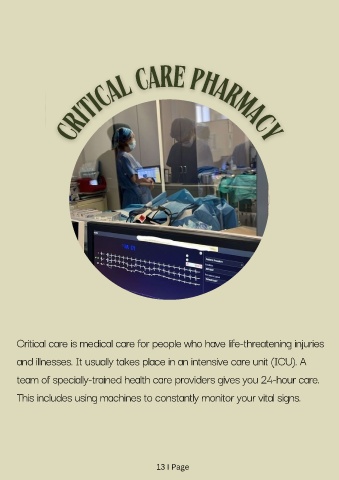 CRITICAL CARE PHARMACY
Critical care is medical care for people who have life-threatening injuries
and illnesses. It usually takes place in an intensive care unit (ICU). A
team of specially-trained health care providers gives you 24-hour care.
This includes using machines to constantly monitor your vital signs.
13 I Page